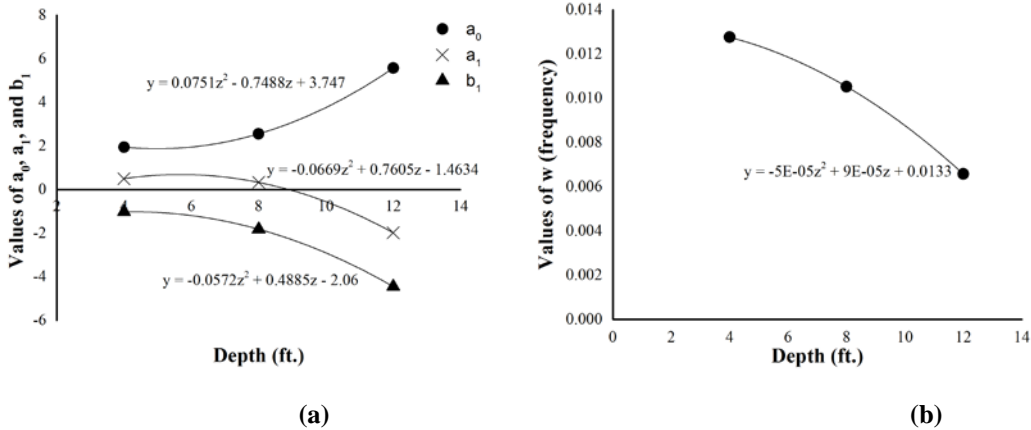 8
6
4
2
0
-2
-4
-6
2
4
6
8
10
12
14
Values of a0, a1, and b1
Depth (ft.)
a0
a1
b1
y = 0.0751z² - 0.7488z + 3.747
y = -0.0669z² + 0.7605z - 1.4634
y = -0.0572z² + 0.4885z - 2.06
(a)
0.014
0.012
0.010
0.008
0.006
0.004
0.002
0.000
0
2
4
6
8
10
12
14
Values of w (frequency)
Depth (ft.)
y = -5E-05z² + 9E-05z + 0.0133
(b)